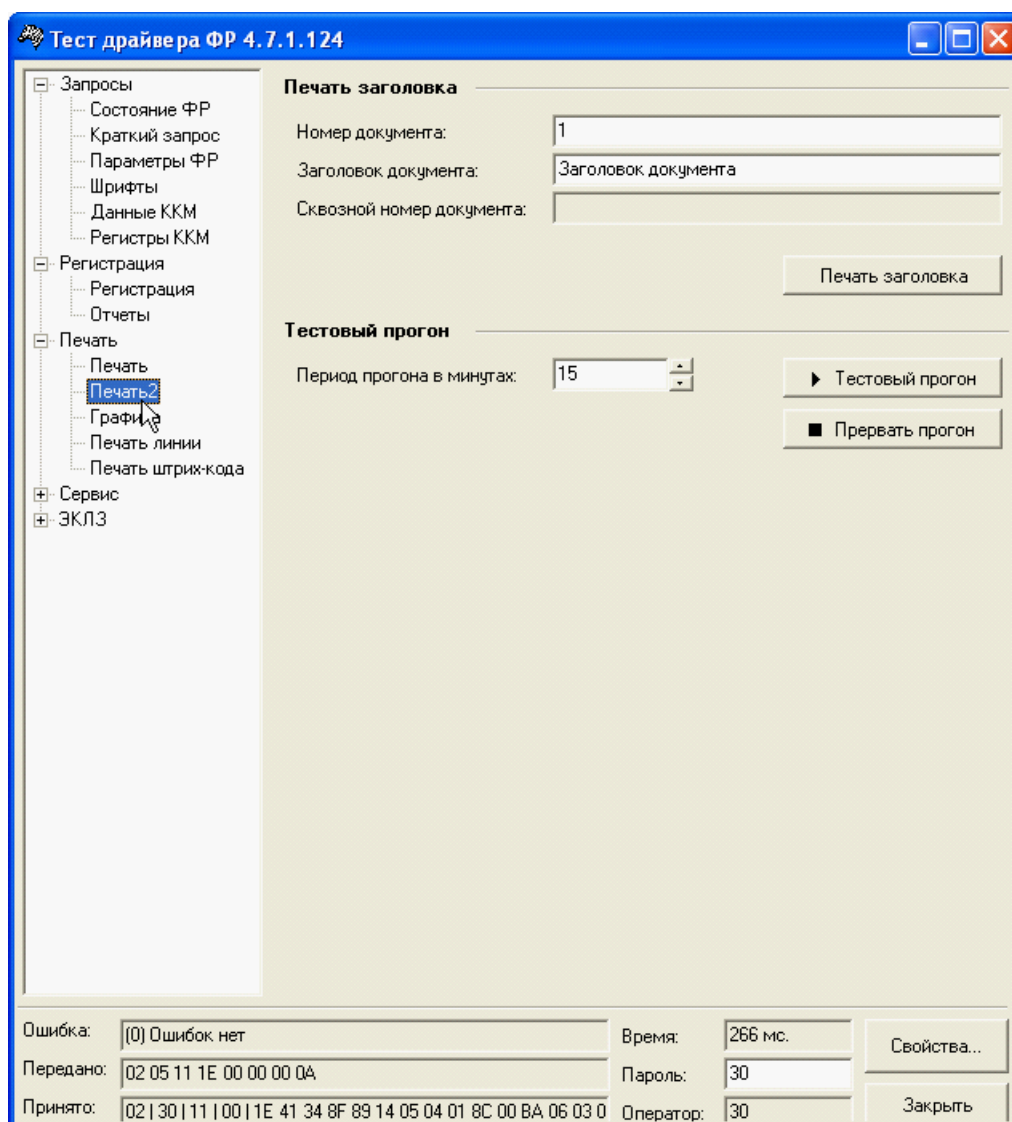 Тест драйвера ФР 4.7.1.124
Запросы
Состояние ФР
Краткий запрос
Параметры ФР
Шрифты
Данные ККМ
Регистры ККМ
Регистрация
Регистрация
Отчеты
Печать
Печать
Печать2
Графика
Печать линии
Печать штрих-кода
Сервис
ЭКЛЗ
Печать заголовка
Номер документа: 1
Заголовок документа: Заголовок документа
Сквозной номер документа:
Печать заголовка
Тестовый прогон
Период прогона в минутах: 15
Тестовый прогон
Прервать прогон
Ошибка: (0) Ошибок нет
Время: 266 мс.
Свойства...
Передано: 02 05 11 1E 00 00 00 0A
Пароль: 30
Принято: 02 | 30 | 11 | 00 | 1E 41 34 8F 89 14 05 04 01 8C 00 BA 06 03 0
Оператор: 30
Закрыть